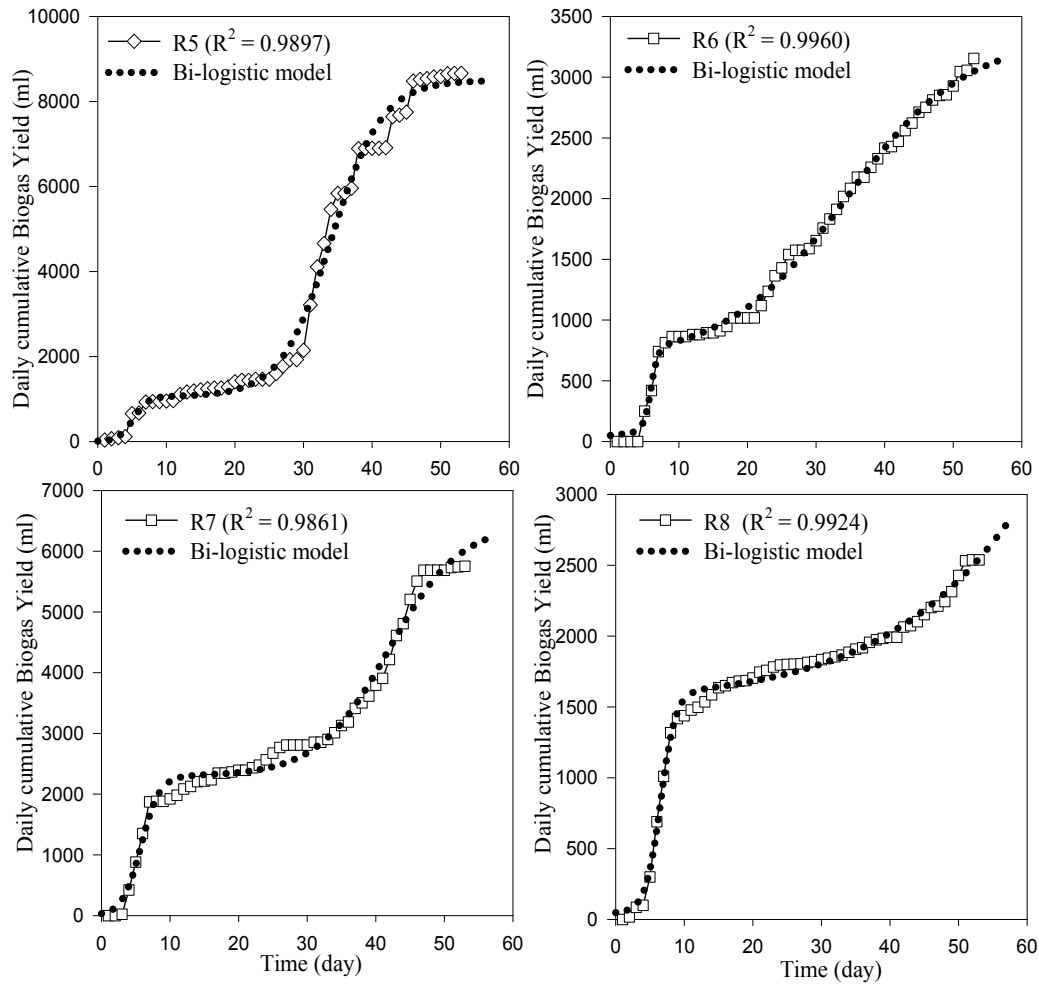 10000
8000
6000
4000
2000
0
Daily cumulative Biogas Yield (ml)
R5 (R² = 0.9897)
Bi-logistic model
0 10 20 30 40 50 60
3500
3000
2500
2000
1500
1000
500
0
Daily cumulative Biogas Yield (ml)
R6 (R² = 0.9960)
Bi-logistic model
0 10 20 30 40 50 60
7000
6000
5000
4000
3000
2000
1000
0
Daily cumulative Biogas Yield (ml)
R7 (R² = 0.9861)
Bi-logistic model
0 10 20 30 40 50 60
Time (day)
3000
2500
2000
1500
1000
500
0
Daily cumulative Biogas Yield (ml)
R8 (R² = 0.9924)
Bi-logistic model
0 10 20 30 40 50 60
Time (day)